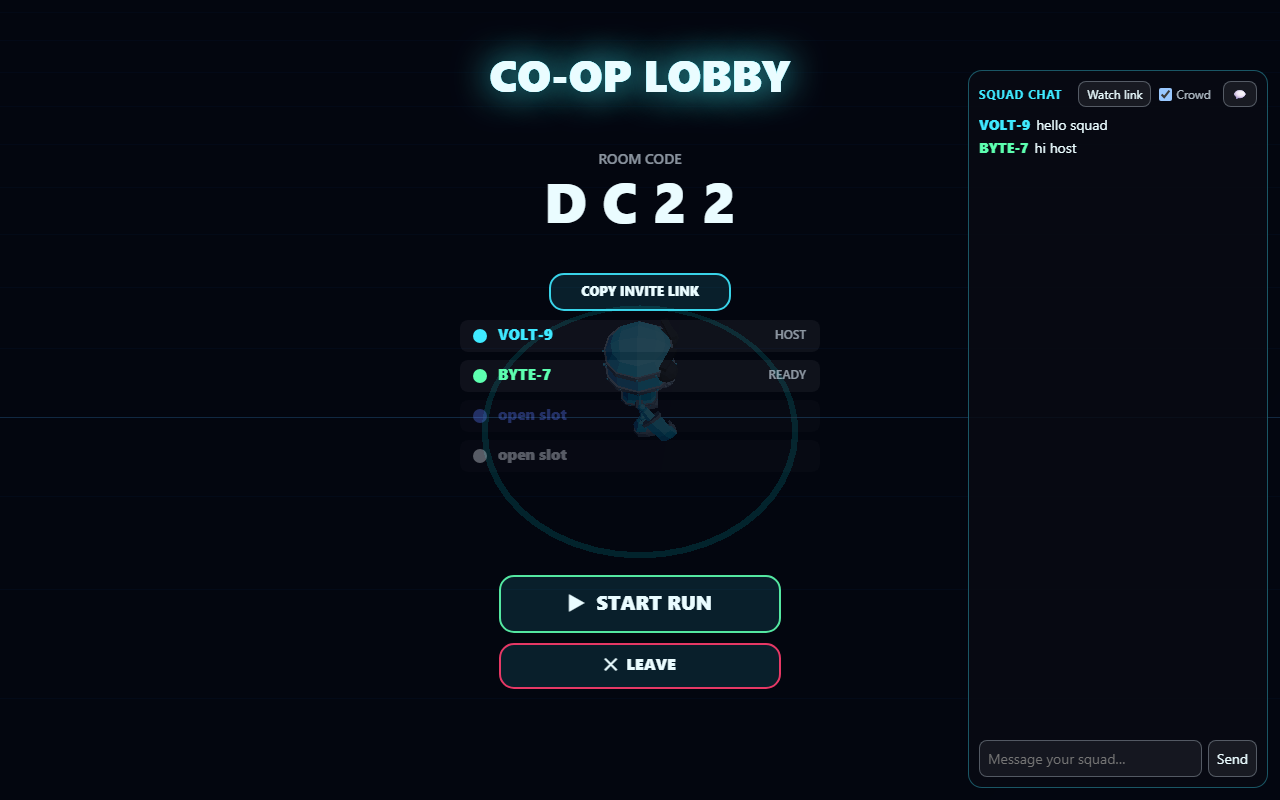 CO-OP LOBBY
ROOM CODE
DC22
COPY INVITE LINK
VOLT-9 HOST
BYTE-7 READY
open slot
open slot
▶ START RUN
✕ LEAVE
SQUAD CHAT Watch link Crowd
VOLT-9 hello squad
BYTE-7 hi host
Message your squad... Send